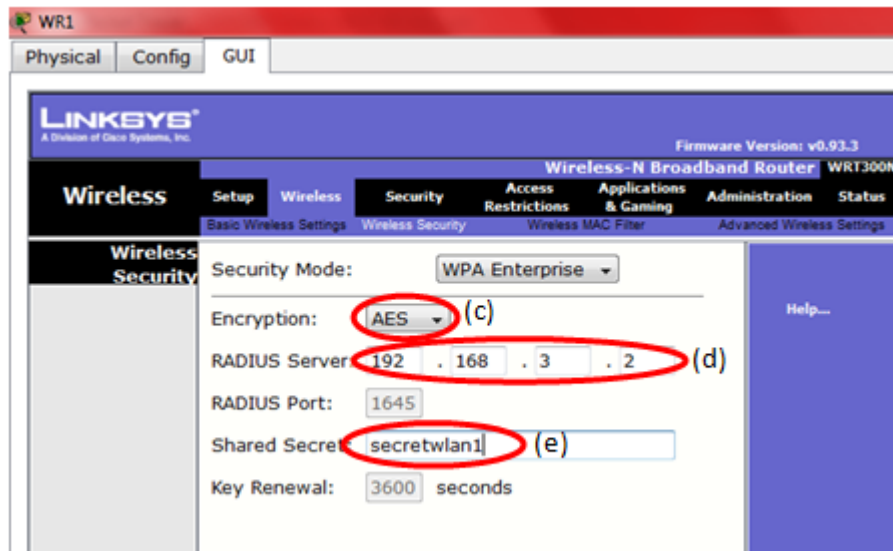 WR1
Physical Config GUI
LINKSYS®
A Division of Cisco Systems, Inc.
Firmware Version: v0.93.3
Wireless-N Broadband Router WRT300N
Wireless
Setup Wireless Security Access Restrictions Applications & Gaming Administration Status
Basic Wireless Settings Wireless Security Wireless MAC Filter Advanced Wireless Settings
Wireless Security
Security Mode: WPA Enterprise
Help...
Encryption: AES (c)
RADIUS Server: 192 . 168 . 3 . 2 (d)
RADIUS Port: 1645
Shared Secret: secretwlan1 (e)
Key Renewal: 3600 seconds